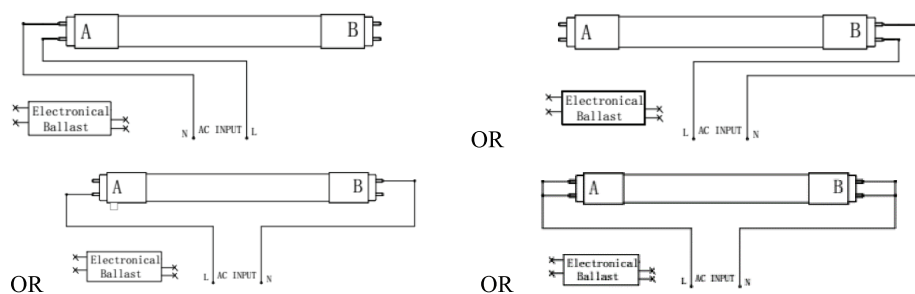 A B
Electronical
Ballast
N AC INPUT L
OR
A B
Electronical
Ballast
L AC INPUT N
OR
A B
Electronical
Ballast
L AC INPUT N
OR
A B
Electronical
Ballast
L AC INPUT N